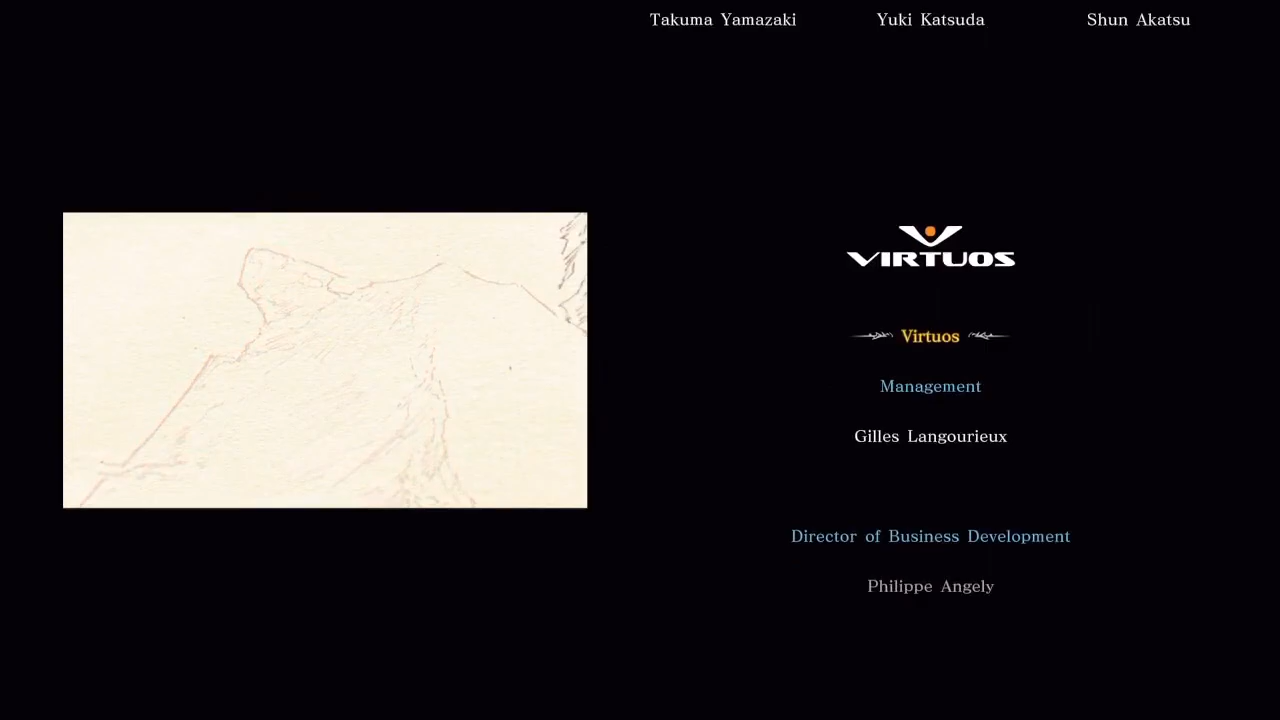 Takuma Yamazaki Yuki Katsuda Shun Akatsu
VIRTUOS
Virtuos
Management
Gilles Langourieux
Director of Business Development
Philippe Angely